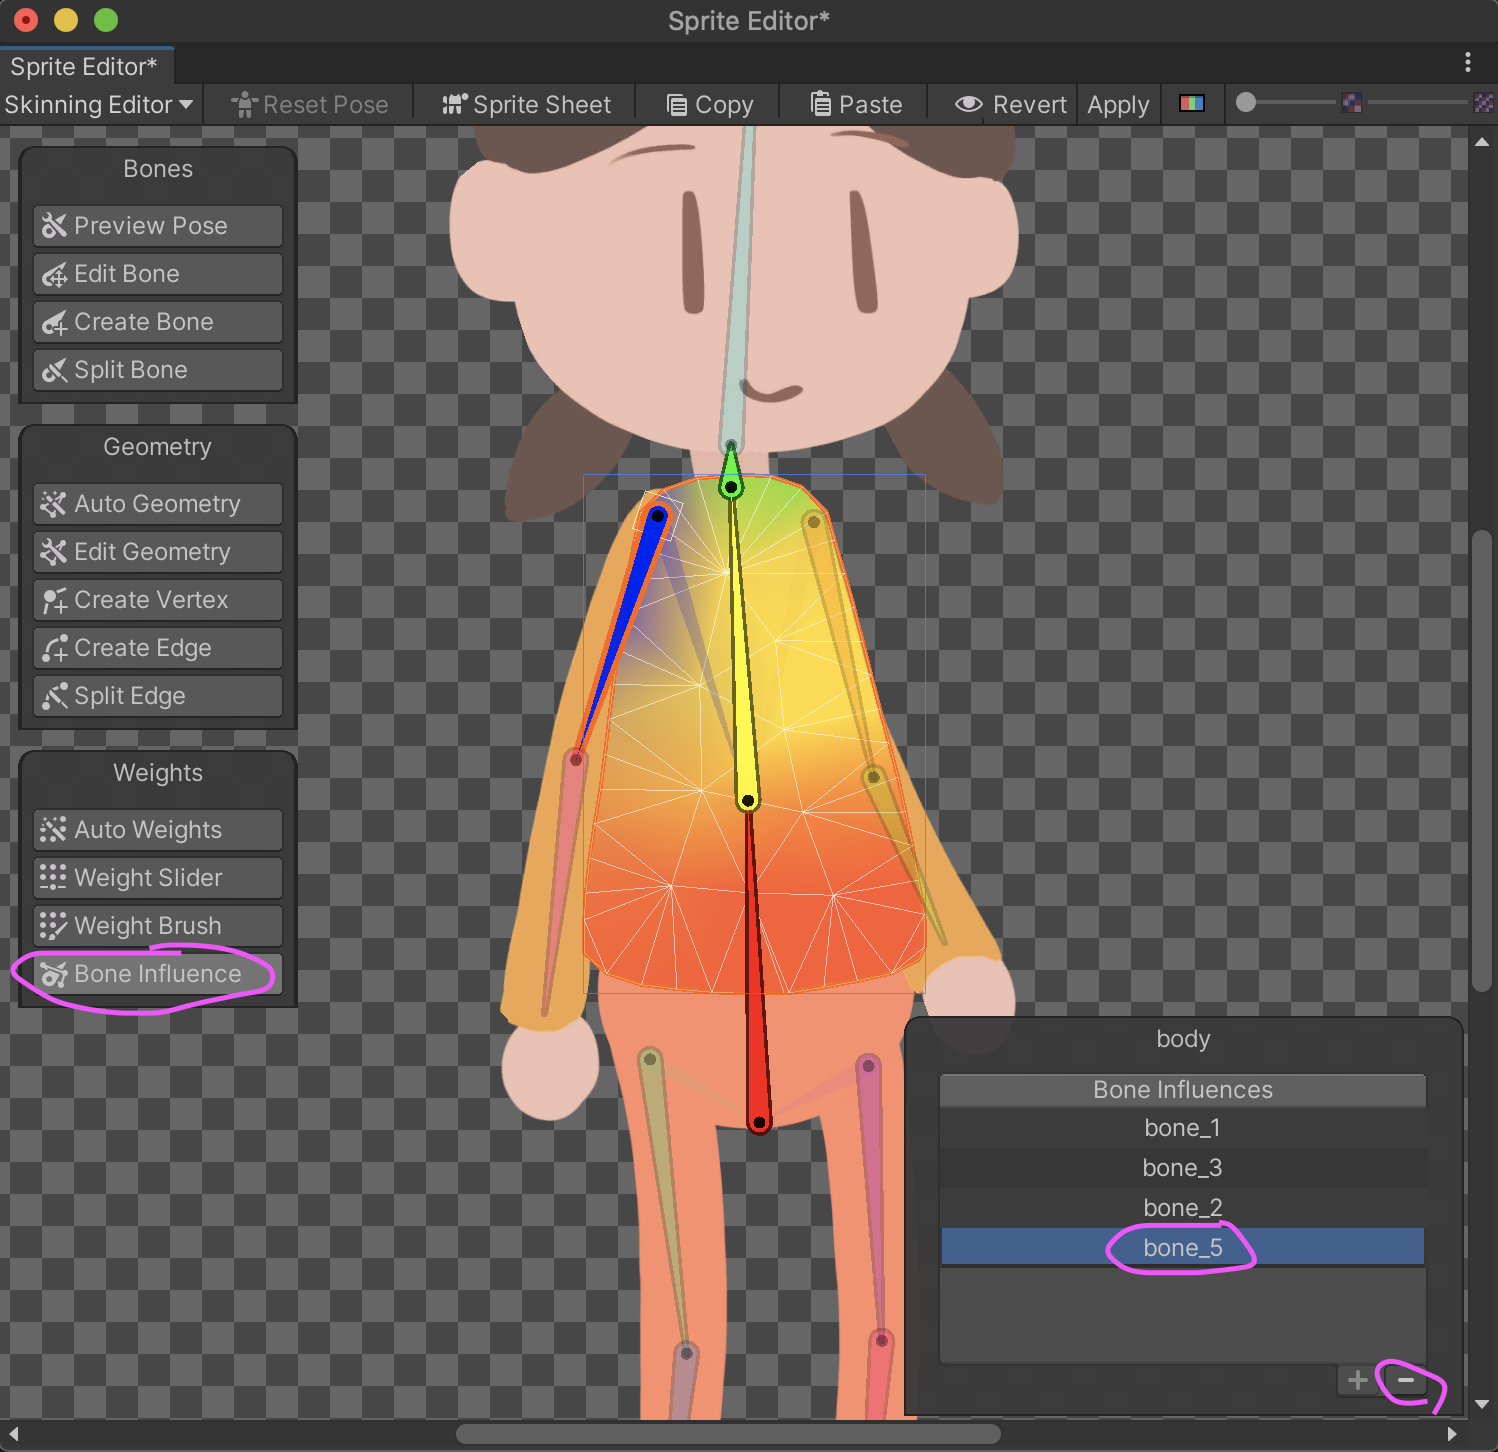 Sprite Editor*
Sprite Editor*
Skinning Editor Reset Pose Sprite Sheet Copy Paste Revert Apply
Bones
Preview Pose
Edit Bone
Create Bone
Split Bone
Geometry
Auto Geometry
Edit Geometry
Create Vertex
Create Edge
Split Edge
Weights
Auto Weights
Weight Slider
Weight Brush
Bone Influence
body
Bone Influences
bone_1
bone_3
bone_2
bone_5